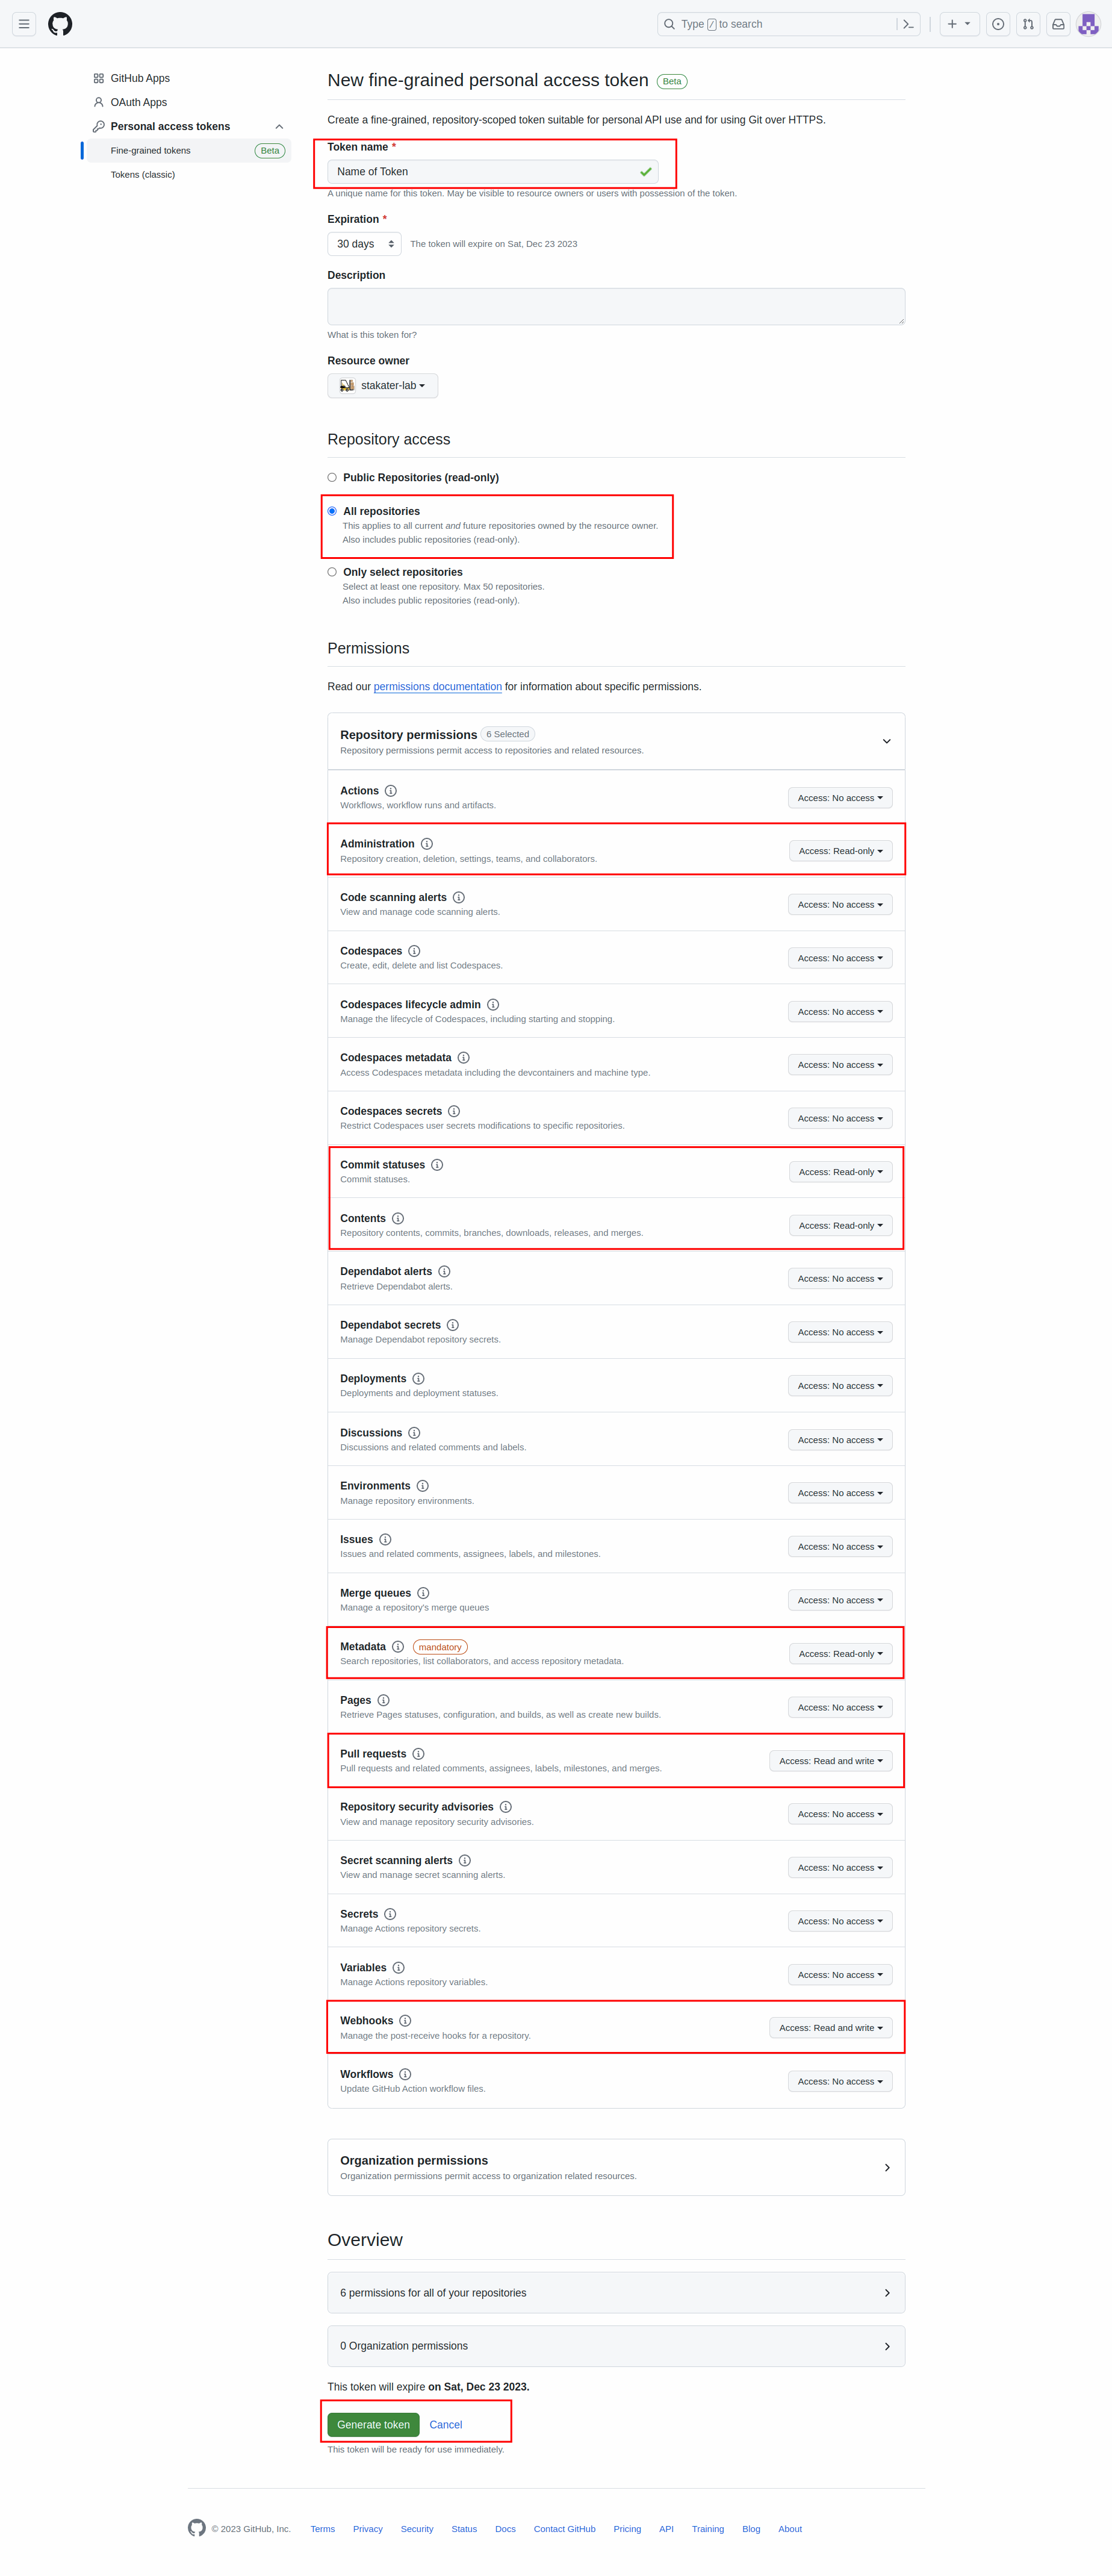 Type / to search
GitHub Apps
OAuth Apps
Personal access tokens
Fine-grained tokens Beta
Tokens (classic)
New fine-grained personal access token Beta
Create a fine-grained, repository-scoped token suitable for personal API use and for using Git over HTTPS.
Token name *
Name of Token
A unique name for this token. May be visible to resource owners or users with possession of the token.
Expiration *
30 days The token will expire on Sat, Dec 23 2023
Description
What is this token for?
Resource owner
stakater-lab
Repository access
Public Repositories (read-only)
All repositories
This applies to all current and future repositories owned by the resource owner.
Also includes public repositories (read-only).
Only select repositories
Select at least one repository. Max 50 repositories.
Also includes public repositories (read-only).
Permissions
Read our permissions documentation for information about specific permissions.
Repository permissions 6 Selected
Repository permissions permit access to repositories and related resources.
Actions
Workflows, workflow runs and artifacts.
Access: No access
Administration
Repository creation, deletion, settings, teams, and collaborators.
Access: Read-only
Code scanning alerts
View and manage code scanning alerts.
Access: No access
Codespaces
Create, edit, delete and list Codespaces.
Access: No access
Codespaces lifecycle admin
Manage the lifecycle of Codespaces, including starting and stopping.
Access: No access
Codespaces metadata
Access Codespaces metadata including the devcontainers and machine type.
Access: No access
Codespaces secrets
Restrict Codespaces user secrets modifications to specific repositories.
Access: No access
Commit statuses
Commit statuses.
Access: Read-only
Contents
Repository contents, commits, branches, downloads, releases, and merges.
Access: Read-only
Dependabot alerts
Retrieve Dependabot alerts.
Access: No access
Dependabot secrets
Manage Dependabot repository secrets.
Access: No access
Deployments
Deployments and deployment statuses.
Access: No access
Discussions
Discussions and related comments and labels.
Access: No access
Environments
Manage repository environments.
Access: No access
Issues
Issues and related comments, assignees, labels, and milestones.
Access: No access
Merge queues
Manage a repository's merge queues
Access: No access
Metadata mandatory
Search repositories, list collaborators, and access repository metadata.
Access: Read-only
Pages
Retrieve Pages statuses, configuration, and builds, as well as create new builds.
Access: No access
Pull requests
Pull requests and related comments, assignees, labels, milestones, and merges.
Access: Read and write
Repository security advisories
View and manage repository security advisories.
Access: No access
Secret scanning alerts
View and manage secret scanning alerts.
Access: No access
Secrets
Manage Actions repository secrets.
Access: No access
Variables
Manage Actions repository variables.
Access: No access
Webhooks
Manage the post-receive hooks for a repository.
Access: Read and write
Workflows
Update GitHub Action workflow files.
Access: No access
Organization permissions
Organization permissions permit access to organization related resources.
Overview
6 permissions for all of your repositories
0 Organization permissions
This token will expire on Sat, Dec 23 2023.
Generate token Cancel
This token will be ready for use immediately.
© 2023 GitHub, Inc. Terms Privacy Security Status Docs Contact GitHub Pricing API Training Blog About